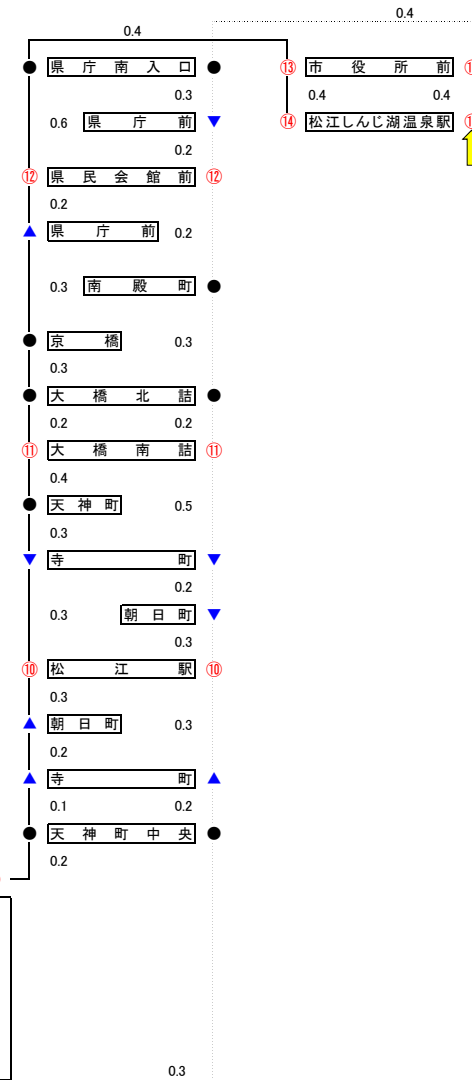 0.4
0.4
県庁南入口
⑬ 市役所前
0.3
0.4 0.4
0.6 県庁前
⑭ 松江しんじ湖温泉駅
0.2
⑫ 県民会館前 ⑫
0.2
県庁前 0.2
0.3 南殿町
京橋 0.3
0.3
大橋北詰
0.2 0.2
⑪ 大橋南詰 ⑪
0.4
天神町 0.5
0.3
寺町
0.2
0.3 朝日町
0.3
⑩ 松江駅 ⑩
0.3
朝日町 0.3
0.2
寺町
0.1 0.2
天神町中央
0.2
0.3